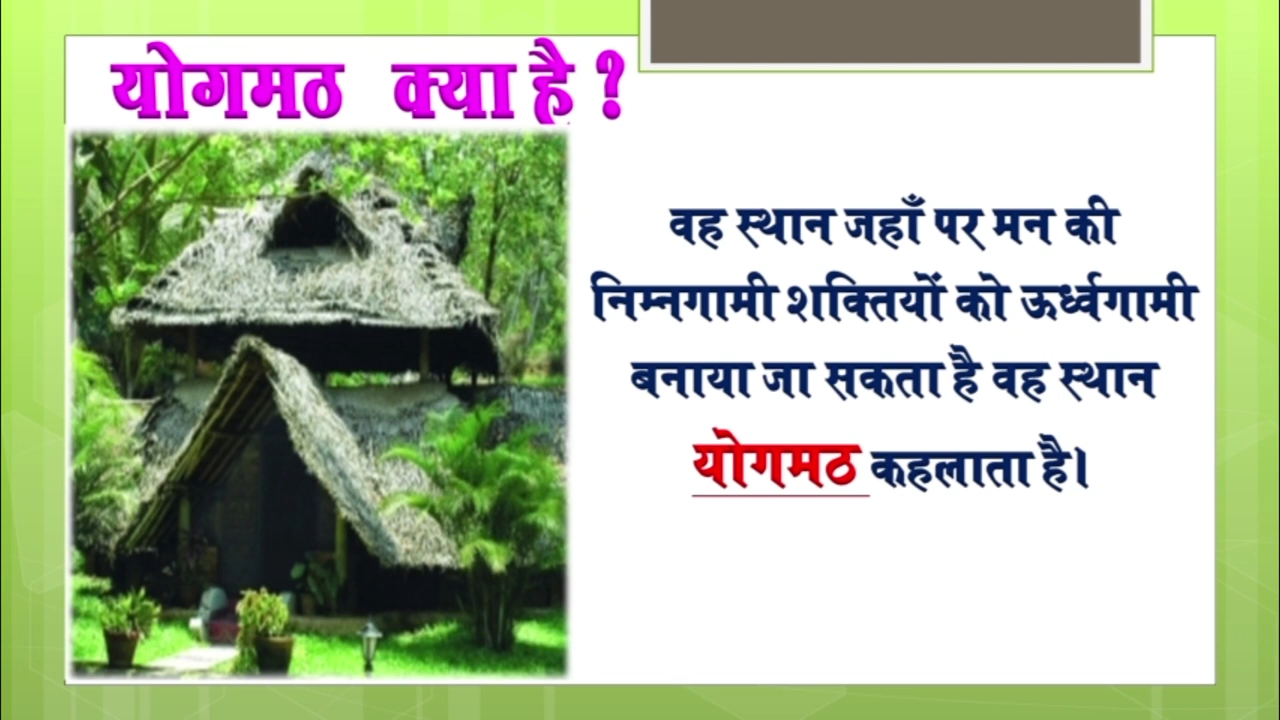 योगमठ क्या है ?
वह स्थान जहाँ पर मन की
निम्नगामी शक्तियों को ऊर्ध्वगामी
बनाया जा सकता है वह स्थान
योगमठ कहलाता है।